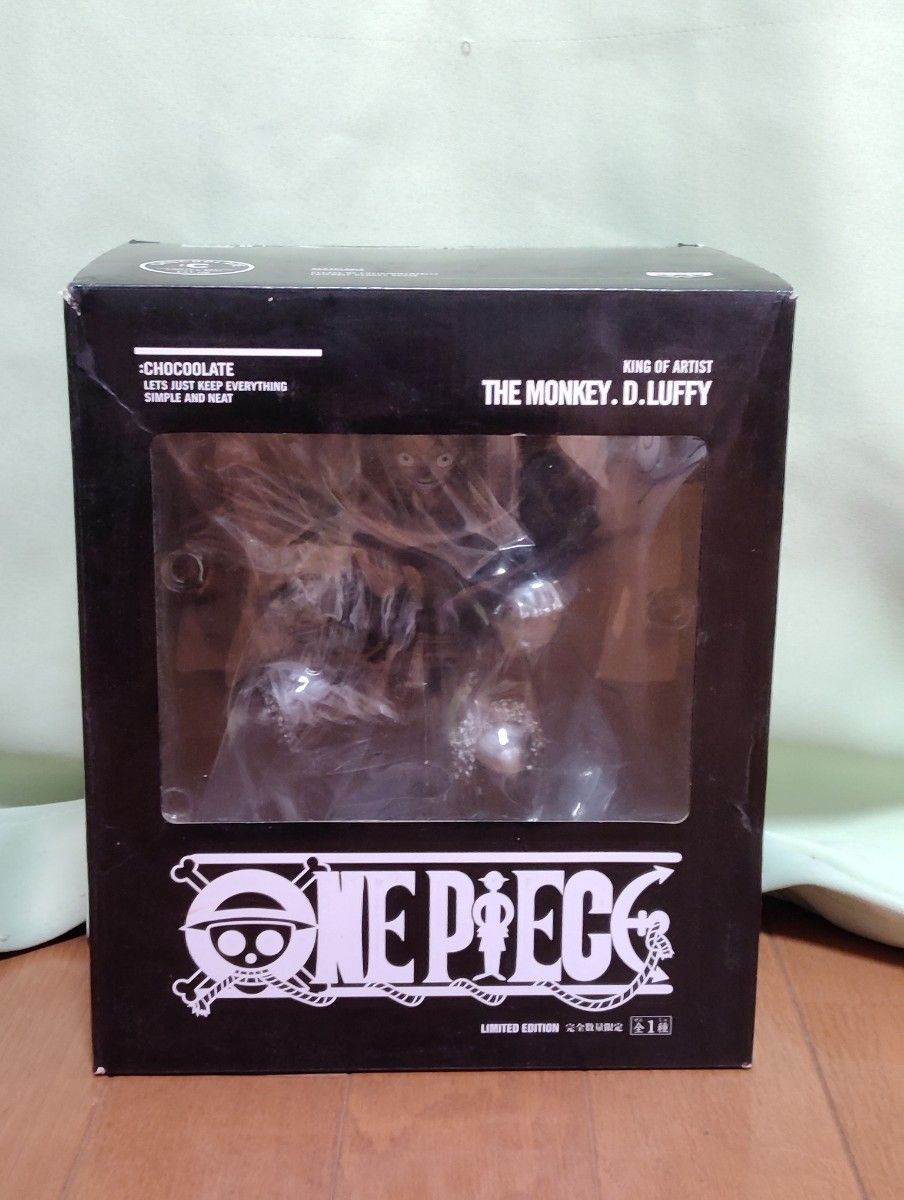 :CHOCOOLATE
LETS JUST KEEP EVERYTHING
SIMPLE AND NEAT
KING OF ARTIST
THE MONKEY. D. LUFFY
ONE PIECE
LIMITED EDITION 完全数量限定 全1種